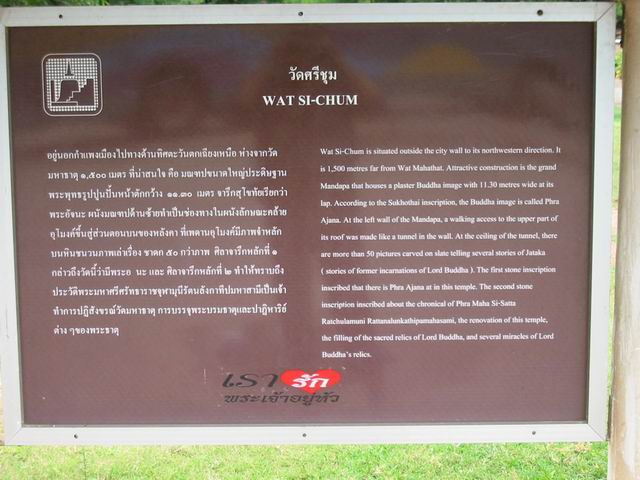 วัดศรีชุม
WAT SI-CHUM
อยู่นอกกำแพงเมืองไปทางด้านทิศตะวันตกเฉียงเหนือ ห่างจากวัด
มหาธาตุ ๑,๕๐๐ เมตร ที่น่าสนใจ คือ มณฑปขนาดใหญ่ประดิษฐาน
พระพุทธรูปปูนปั้นหน้าตักกว้าง ๑๑.๓๐ เมตร จารึกสุโขทัยเรียกว่า
พระอัจนะ ผนังมณฑปด้านซ้ายทำเป็นช่องทางในผนังลักษณะคล้าย
อุโมงค์ขึ้นสู่ส่วนตอนบนของหลังคา ที่เพดานอุโมงค์มีภาพจำหลัก
บนหินชนวนภาพเล่าเรื่อง ชาดก ๕๐ กว่าภาพ ศิลาจารึกหลักที่ ๑
กล่าวถึงวัดนี้ว่ามีพระอ จนะ และ ศิลาจารึกหลักที่ ๒ ทำให้ทราบถึง
ประวัติพระมหาศรีศรัทธาราชจุฬามุนีรัตนลังกาทีปมหาสามีเป็นเจ้า
ทำการปฏิสังขรณ์วัดมหาธาตุ การบรรจุพระบรมธาตุและปาฏิหาริย์
ต่าง ๆของพระธาตุ
Wat Si-Chum is situated outside the city wall to its northwestern direction. It
is 1,500 metres far from Wat Mahathat. Attractive construction is the grand
Mandapa that houses a plaster Buddha image with 11.30 metres wide at its
lap. According to the Sukhothai inscription, the Buddha image is called Phra
Ajana. At the left wall of the Mandapa, a walking access to the upper part of
its roof was made like a tunnel in the wall. At the ceiling of the tunnel, there
are more than 50 pictures carved on slate telling several stories of Jataka
( stories of former incarnations of Lord Buddha ). The first stone inscription
inscribed that there is Phra Ajana at in this temple. The second stone
inscription inscribed about the chronical of Phra Maha Si-Satta
Ratchulamuni Rattanalunkathipamahasami, the renovation of this temple,
the filling of the sacred relics of Lord Buddha, and several miracles of Lord
Buddha's relics.
เรา รัก
พระเจ้าอยู่หัว